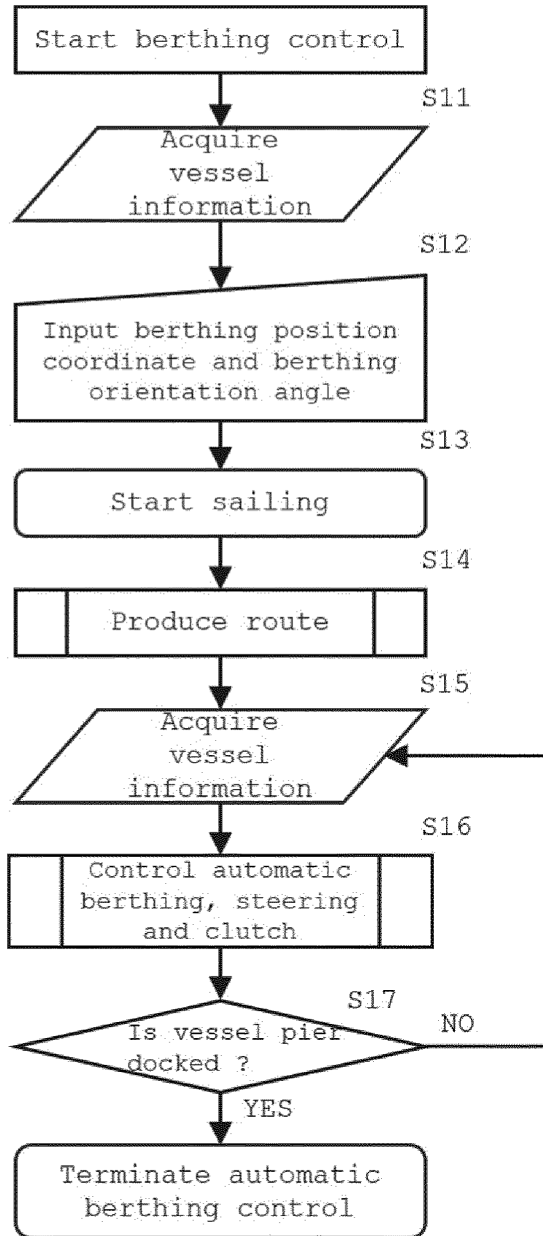 Start berthing control
S11
Acquire
vessel
information
S12
Input berthing position
coordinate and berthing
orientation angle
S13
Start sailing
S14
Produce route
S15
Acquire
vessel
information
S16
Control automatic
berthing, steering
and clutch
S17
Is vessel pier
docked ?
NO
YES
Terminate automatic
berthing control